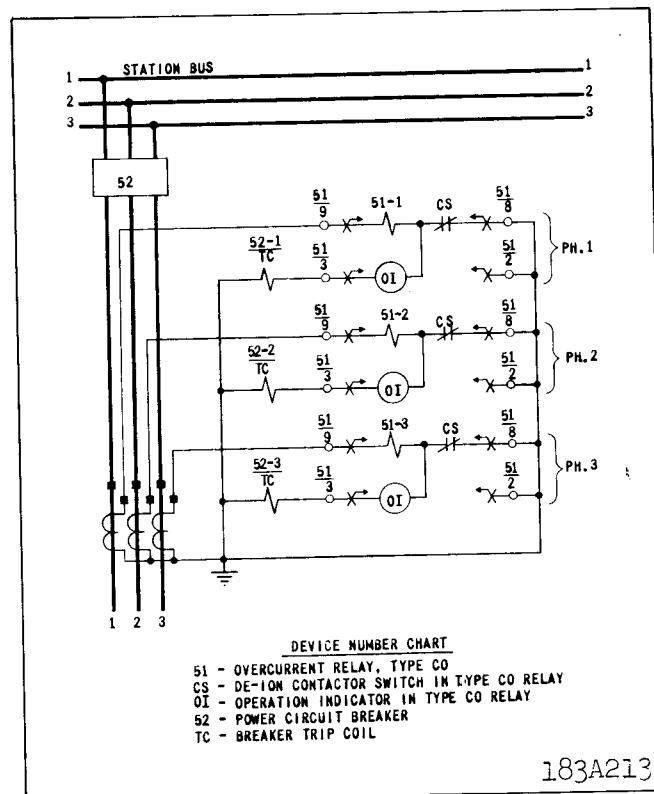 1 STATION BUS 1
2 2
3 3
52
51/9 51-1 CS 51/8
52-1/TC 51/3 OI 51/2 PH.1
51/9 51-2 CS 51/8
52-2/TC 51/3 OI 51/2 PH.2
51/9 51-3 CS 51/8
52-3/TC 51/3 OI 51/2 PH.3
1 2 3
DEVICE NUMBER CHART
51 - OVERCURRENT RELAY, TYPE CO
CS - DE-ION CONTACTOR SWITCH IN TYPE CO RELAY
OI - OPERATION INDICATOR IN TYPE CO RELAY
52 - POWER CIRCUIT BREAKER
TC - BREAKER TRIP COIL
183A213